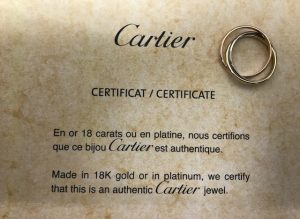 Cartier
CERTIFICAT / CERTIFICATE
En or 18 carats ou en platine, nous certifions
que ce bijou Cartier est authentique.
Made in 18K gold or in platinum, we certify
that this is an authentic Cartier jewel.